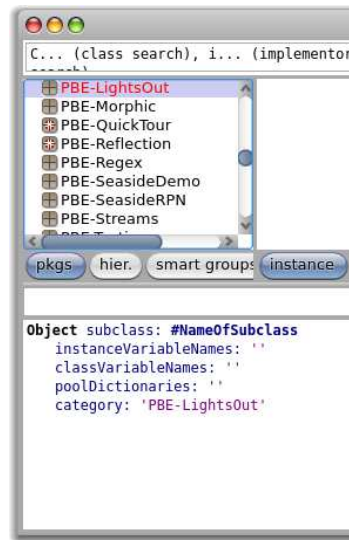 C... (class search), i... (implementor
search)
PBE-LightsOut
PBE-Morphic
PBE-QuickTour
PBE-Reflection
PBE-Regex
PBE-SeasideDemo
PBE-SeasideRPN
PBE-Streams
pkgs hier. smart groups instance
Object subclass: #NameOfSubclass
instanceVariableNames: ''
classVariableNames: ''
poolDictionaries: ''
category: 'PBE-LightsOut'